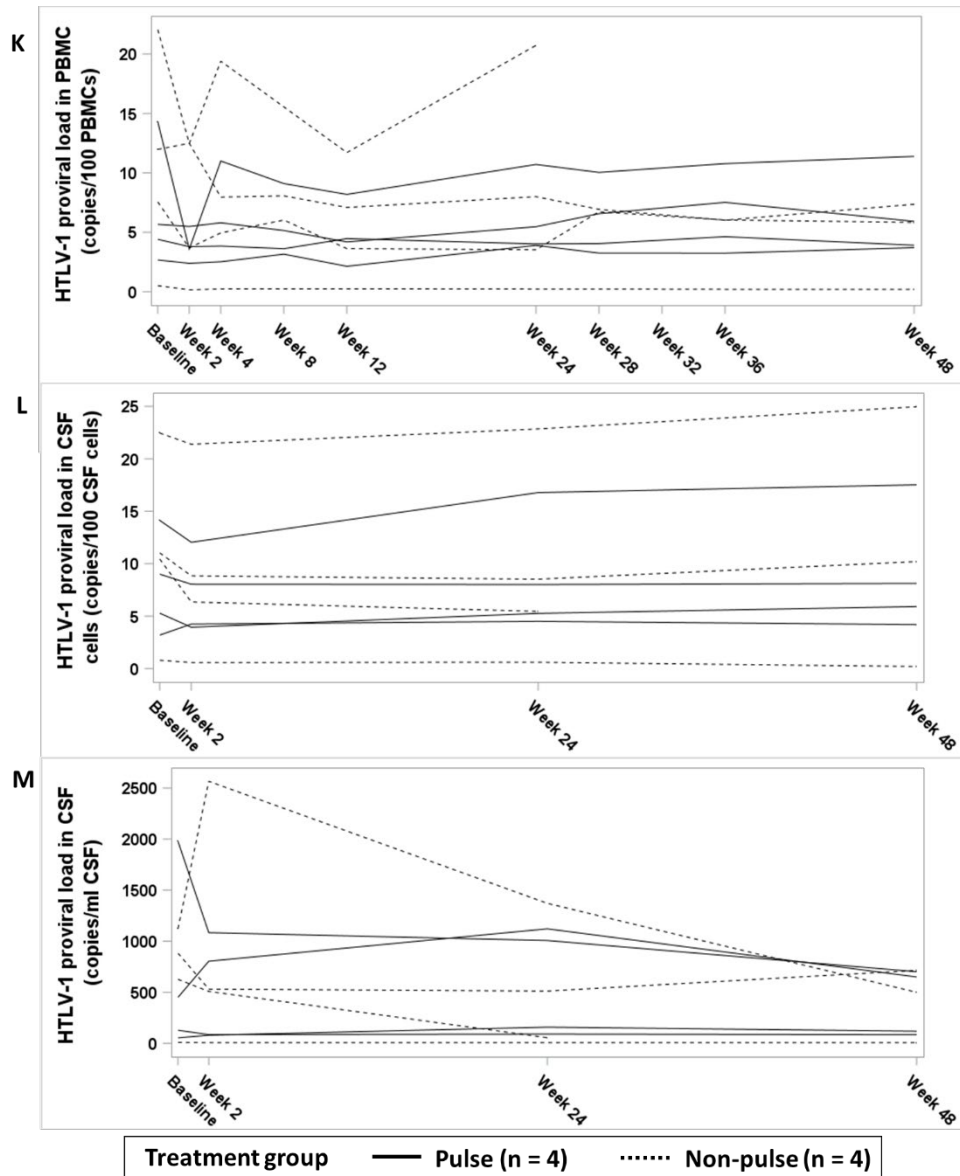 K
HTLV-1 proviral load in PBMC
(copies/100 PBMCs)
20
15
10
5
0
Baseline
Week 2
Week 4
Week 8
Week 12
Week 24
Week 28
Week 32
Week 36
Week 48
L
HTLV-1 proviral load in CSF
cells (copies/100 CSF cells)
25
20
15
10
5
0
Baseline
Week 2
Week 24
Week 48
M
HTLV-1 proviral load in CSF
(copies/ml CSF)
2500
2000
1500
1000
500
0
Baseline
Week 2
Week 24
Week 48
Treatment group Pulse (n = 4) Non-pulse (n = 4)